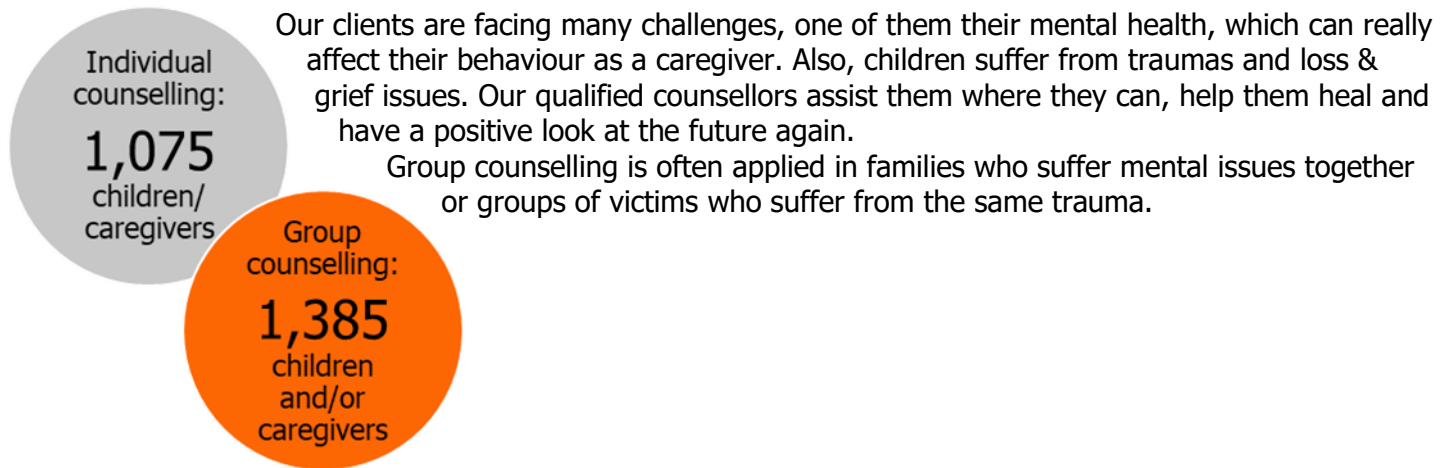 Our clients are facing many challenges, one of them their mental health, which can really
affect their behaviour as a caregiver. Also, children suffer from traumas and loss &
grief issues. Our qualified counsellors assist them where they can, help them heal and
have a positive look at the future again.
Group counselling is often applied in families who suffer mental issues together
or groups of victims who suffer from the same trauma.
Individual
counselling:
1,075
children/
caregivers
Group
counselling:
1,385
children
and/or
caregivers